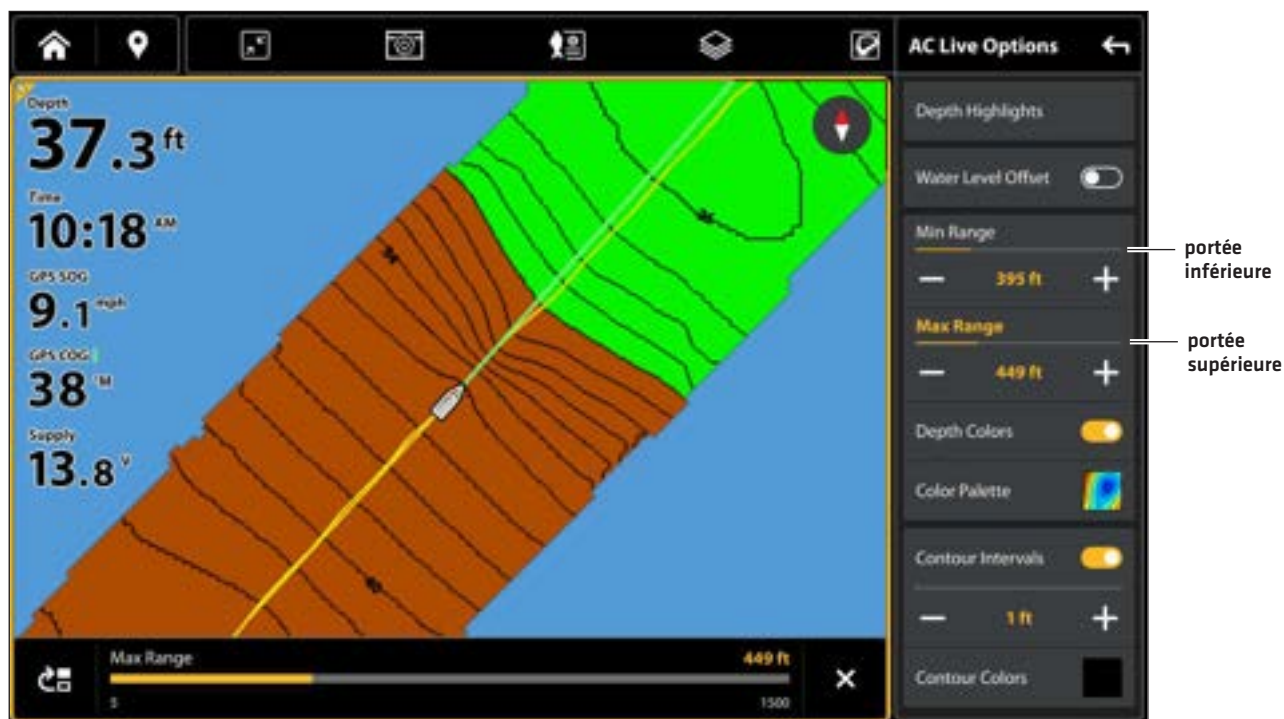 AC Live Options
Depth
37.3 ft
Time
10:18 AM
GPS SOG
9.1 mph
GPS COG
38 °M
Supply
13.8 V
Depth Highlights
Water Level Offset
Min Range
395 ft
Max Range
449 ft
Depth Colors
Color Palette
Contour Intervals
1 ft
Contour Colors
portée
inférieure
portée
supérieure
34
40
Max Range
449 ft
5
1500